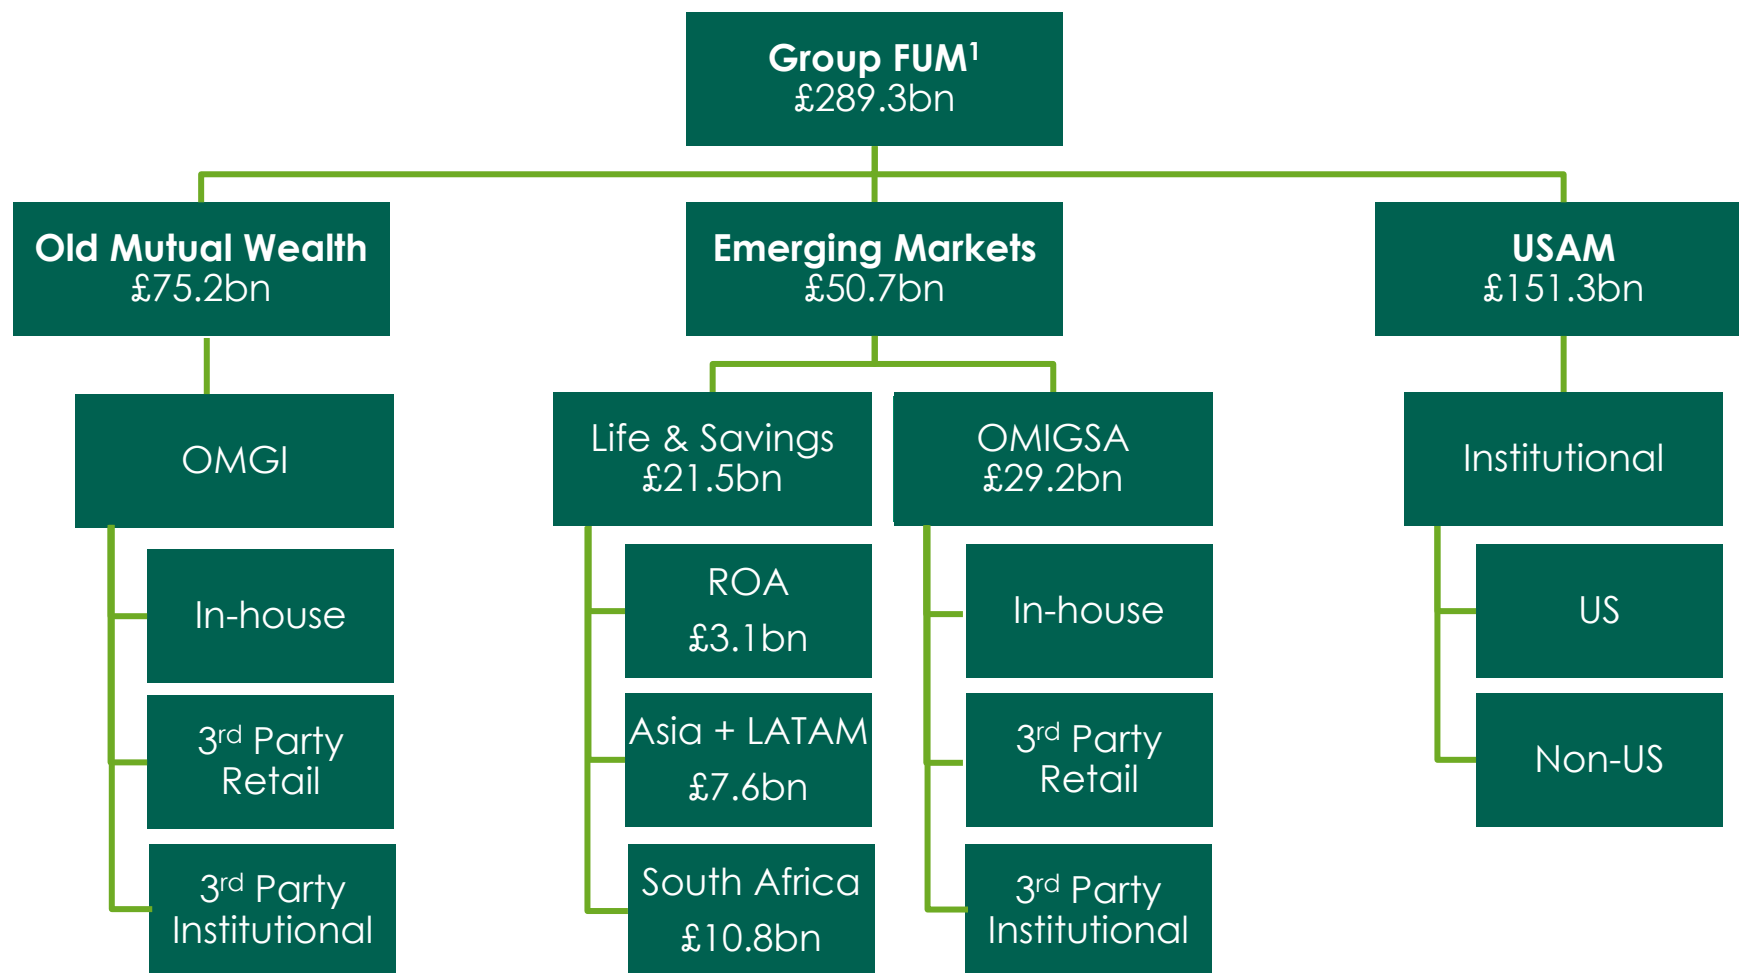 Group FUM¹
£289.3bn
Old Mutual Wealth
£75.2bn
Emerging Markets
£50.7bn
USAM
£151.3bn
OMGI
In-house
3rd Party
Retail
3rd Party
Institutional
Life & Savings
£21.5bn
ROA
£3.1bn
Asia + LATAM
£7.6bn
South Africa
£10.8bn
OMIGSA
£29.2bn
In-house
3rd Party
Retail
3rd Party
Institutional
Institutional
US
Non-US